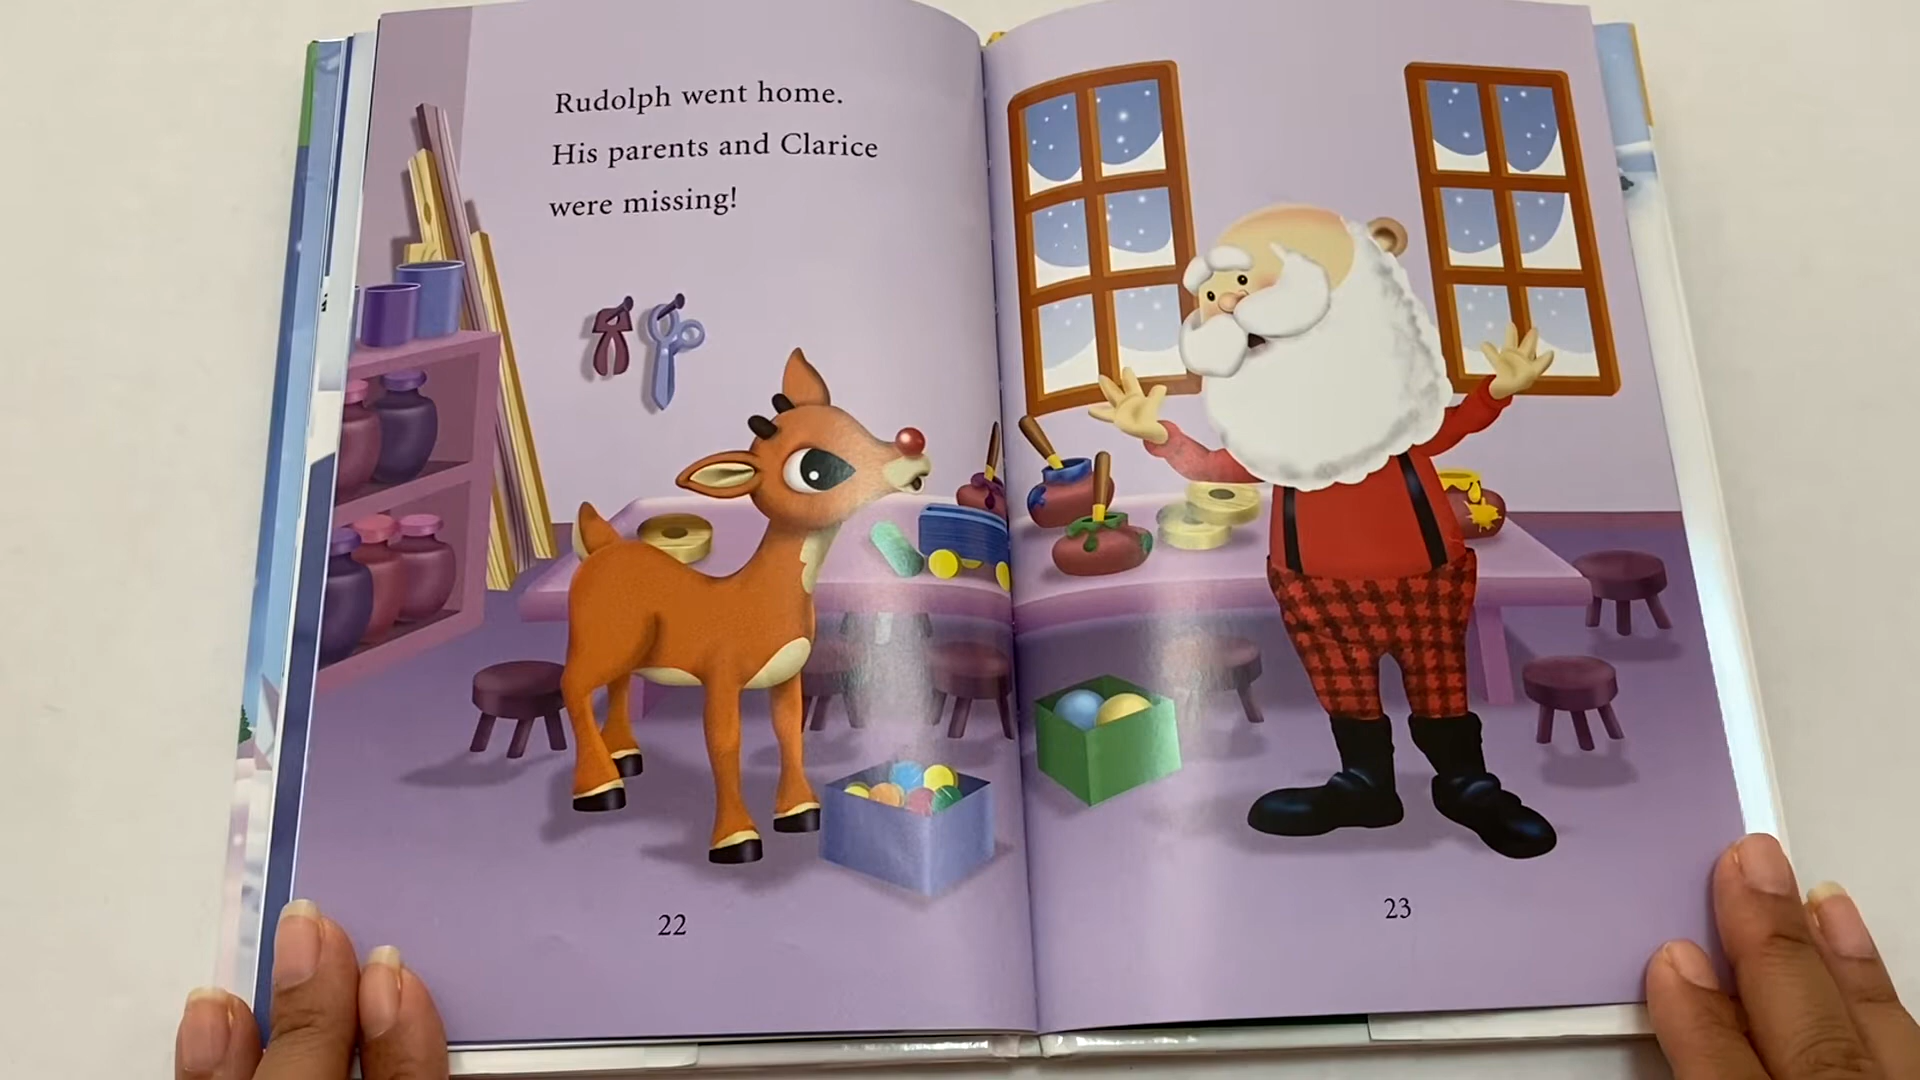 Rudolph went home.
His parents and Clarice
were missing!
22
23